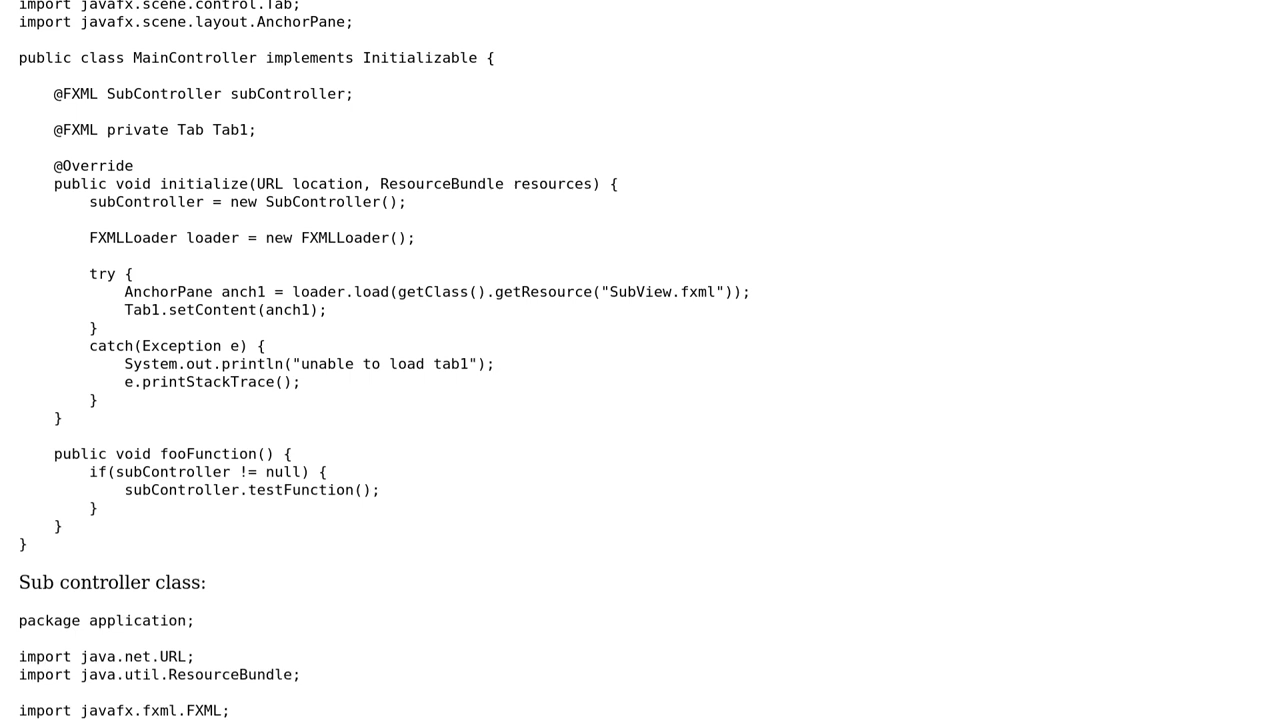 import javafx.scene.control.Tab;
import javafx.scene.layout.AnchorPane;
public class MainController implements Initializable {
@FXML SubController subController;
@FXML private Tab Tab1;
@Override
public void initialize(URL location, ResourceBundle resources) {
subController = new SubController();
FXMLLoader loader = new FXMLLoader();
try {
AnchorPane anch1 = loader.load(getClass().getResource("SubView.fxml"));
Tab1.setContent(anch1);
}
catch(Exception e) {
System.out.println("unable to load tab1");
e.printStackTrace();
}
}
public void fooFunction() {
if(subController != null) {
subController.testFunction();
}
}
}
Sub controller class:
package application;
import java.net.URL;
import java.util.ResourceBundle;
import javafx.fxml.FXML;